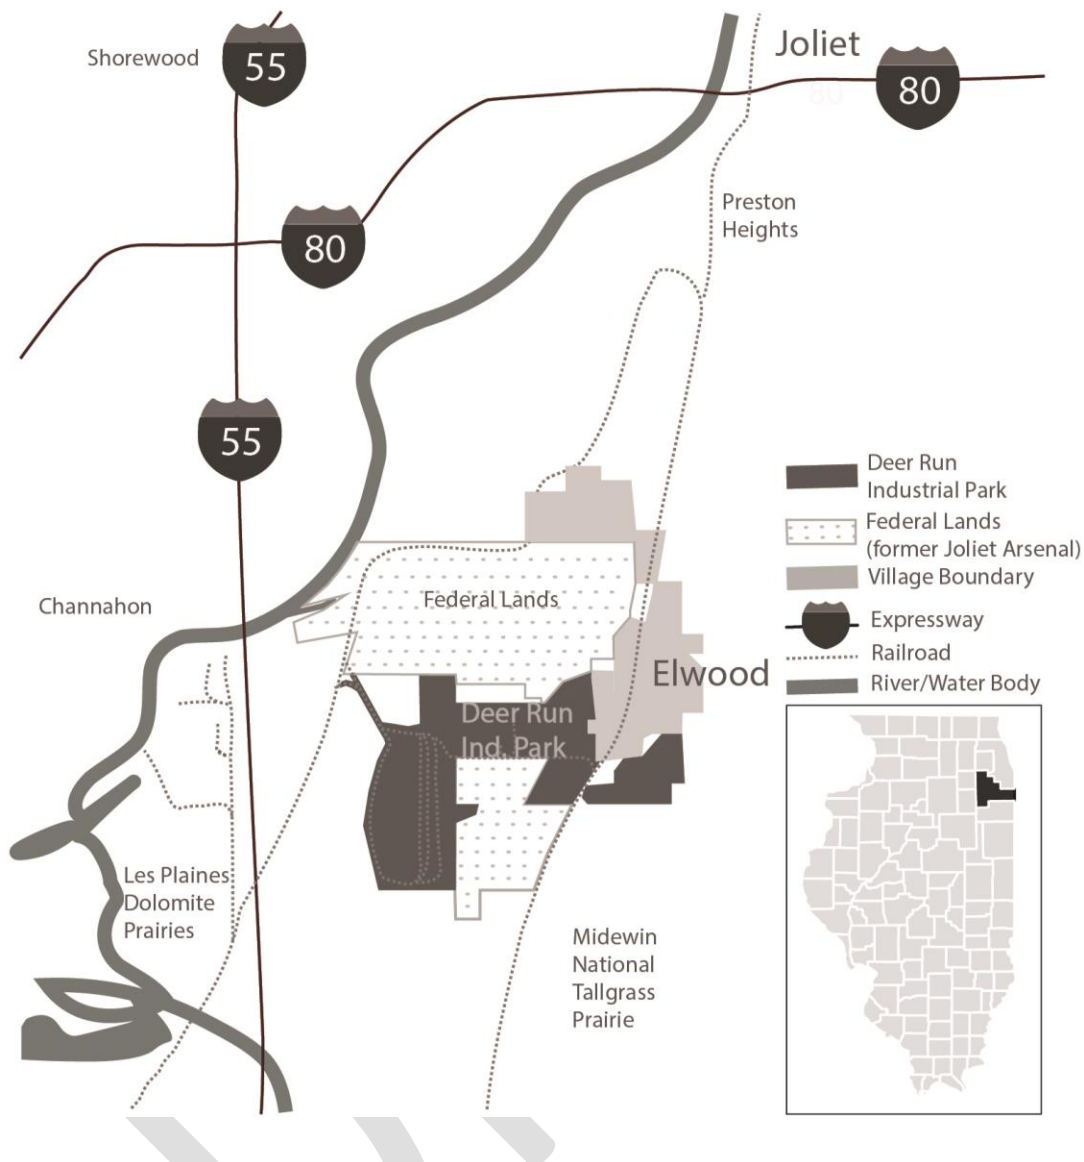 Joliet
Shorewood
55
80
80
80
Preston
Heights
55
Deer Run
Industrial Park
Federal Lands
(former Joliet Arsenal)
Village Boundary
Expressway
Railroad
River/Water Body
Channahon
Federal Lands
Elwood
Deer Run
Ind. Park
Les Plaines
Dolomite
Prairies
Midewin
National
Tallgrass
Prairie